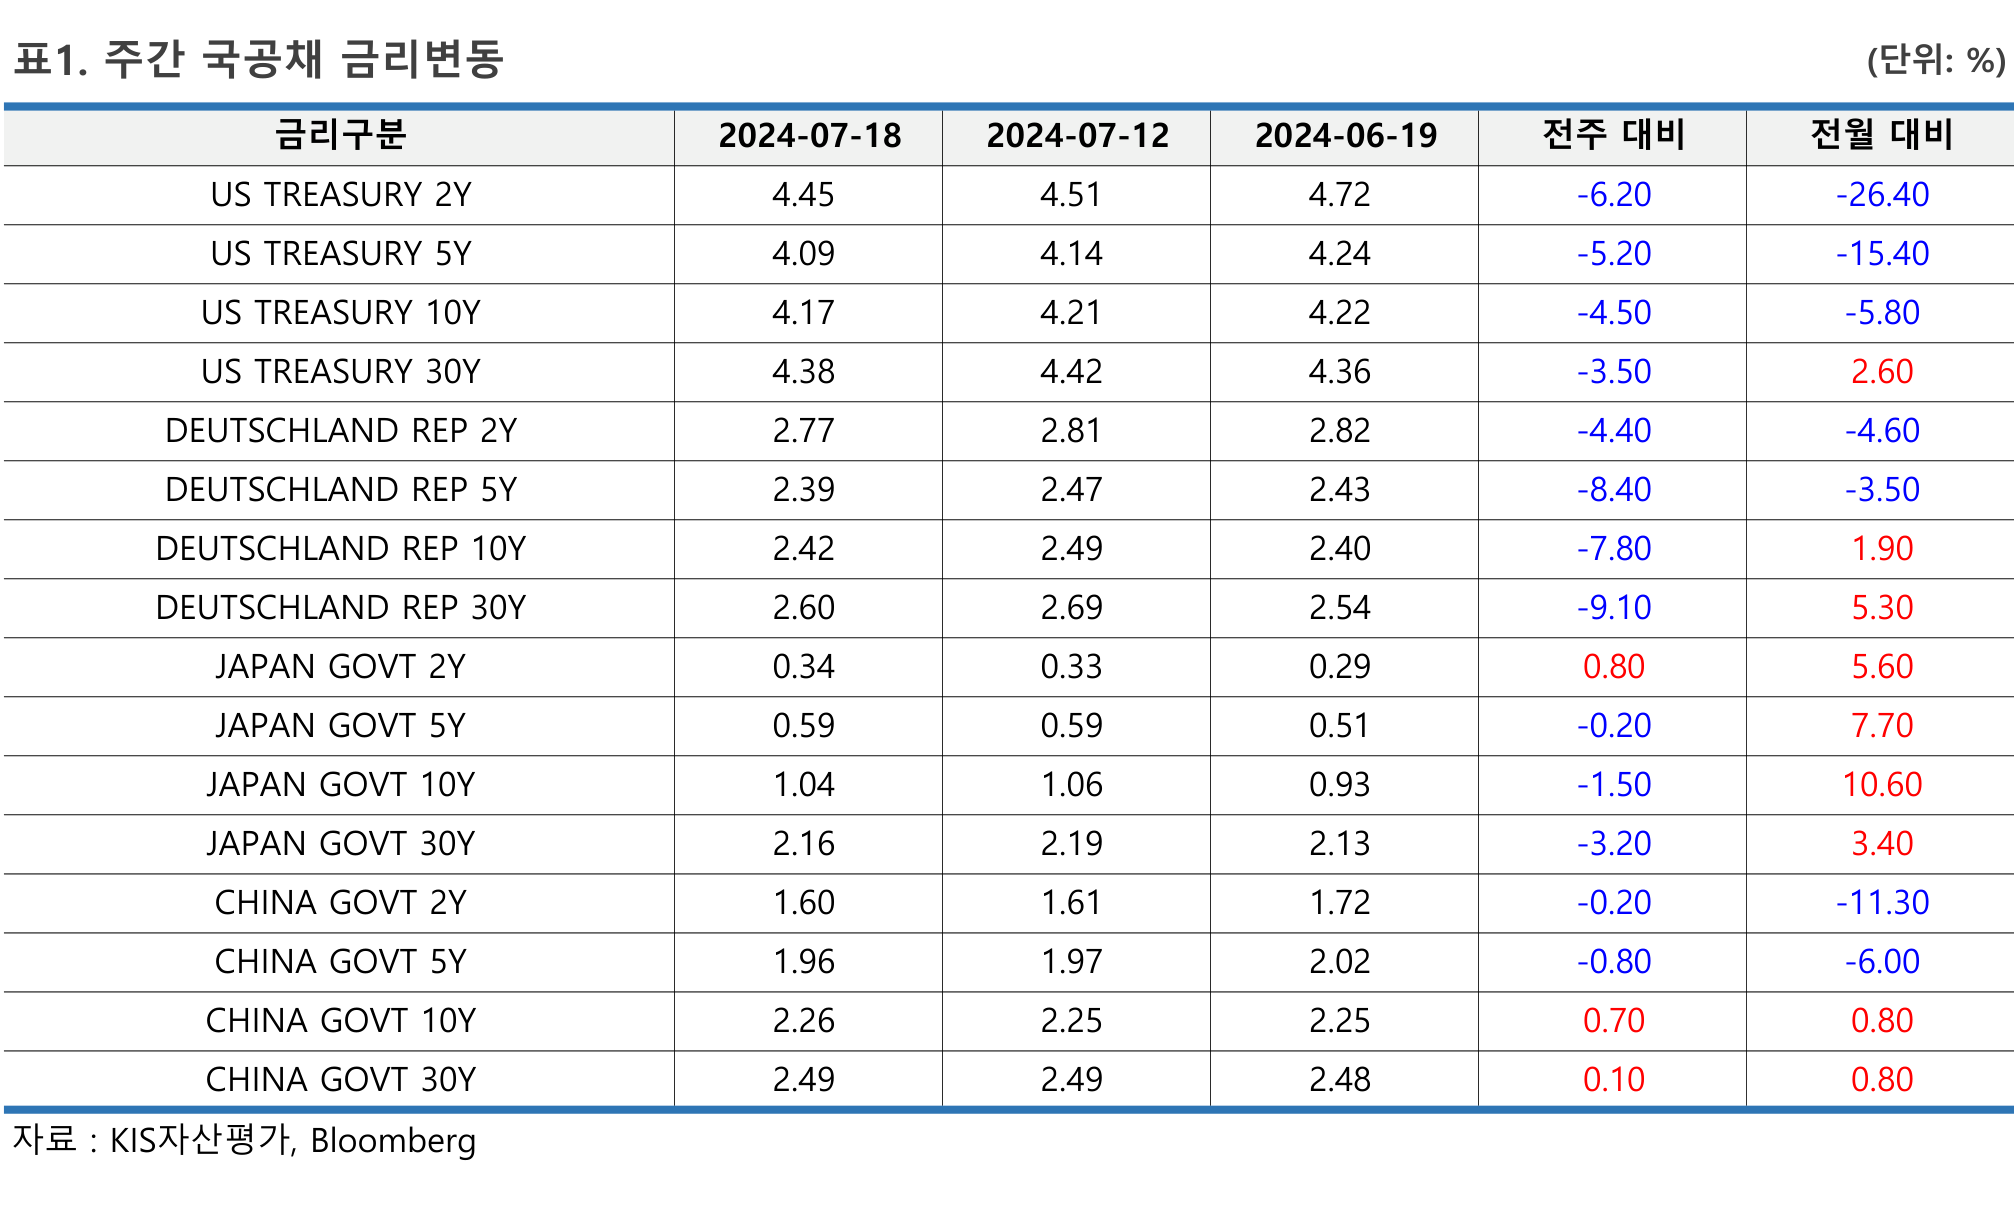 표1. 주간 국공채 금리변동 (단위: %)
금리구분 2024-07-18 2024-07-12 2024-06-19 전주 대비 전월 대비
US TREASURY 2Y 4.45 4.51 4.72 -6.20 -26.40
US TREASURY 5Y 4.09 4.14 4.24 -5.20 -15.40
US TREASURY 10Y 4.17 4.21 4.22 -4.50 -5.80
US TREASURY 30Y 4.38 4.42 4.36 -3.50 2.60
DEUTSCHLAND REP 2Y 2.77 2.81 2.82 -4.40 -4.60
DEUTSCHLAND REP 5Y 2.39 2.47 2.43 -8.40 -3.50
DEUTSCHLAND REP 10Y 2.42 2.49 2.40 -7.80 1.90
DEUTSCHLAND REP 30Y 2.60 2.69 2.54 -9.10 5.30
JAPAN GOVT 2Y 0.34 0.33 0.29 0.80 5.60
JAPAN GOVT 5Y 0.59 0.59 0.51 -0.20 7.70
JAPAN GOVT 10Y 1.04 1.06 0.93 -1.50 10.60
JAPAN GOVT 30Y 2.16 2.19 2.13 -3.20 3.40
CHINA GOVT 2Y 1.60 1.61 1.72 -0.20 -11.30
CHINA GOVT 5Y 1.96 1.97 2.02 -0.80 -6.00
CHINA GOVT 10Y 2.26 2.25 2.25 0.70 0.80
CHINA GOVT 30Y 2.49 2.49 2.48 0.10 0.80
자료 : KIS자산평가, Bloomberg